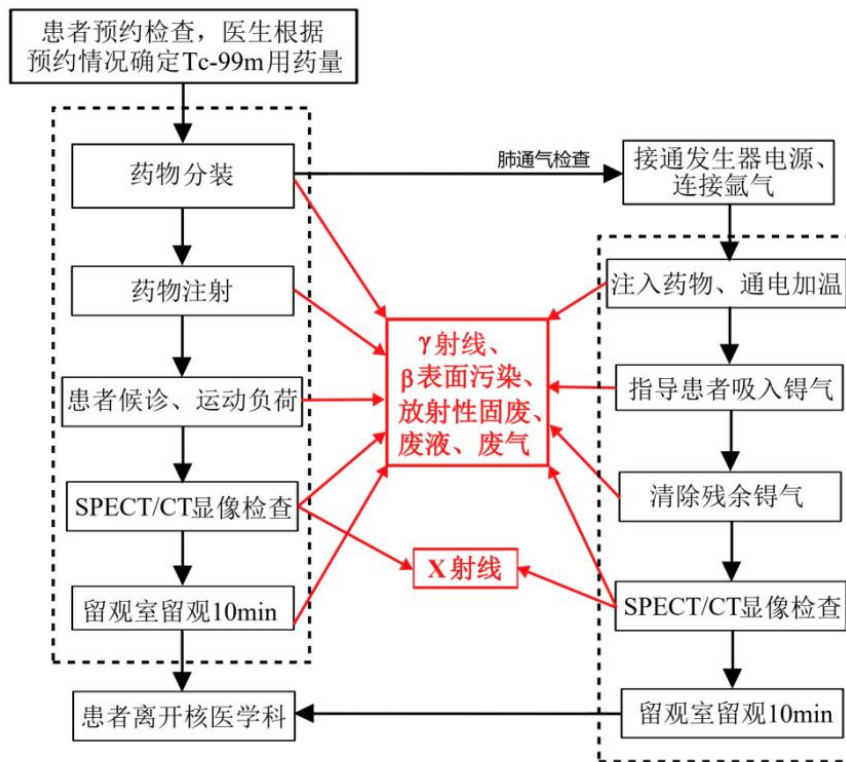 患者预约检查，医生根据
预约情况确定Tc-99m用药量
药物分装
药物注射
患者候诊、运动负荷
SPECT/CT显像检查
留观室留观10min
患者离开核医学科
肺通气检查
γ射线、
β表面污染、
放射性固废、
废液、废气
X射线
接通发生器电源、
连接氩气
注入药物、通电加温
指导患者吸入锝气
清除残余锝气
SPECT/CT显像检查
留观室留观10min